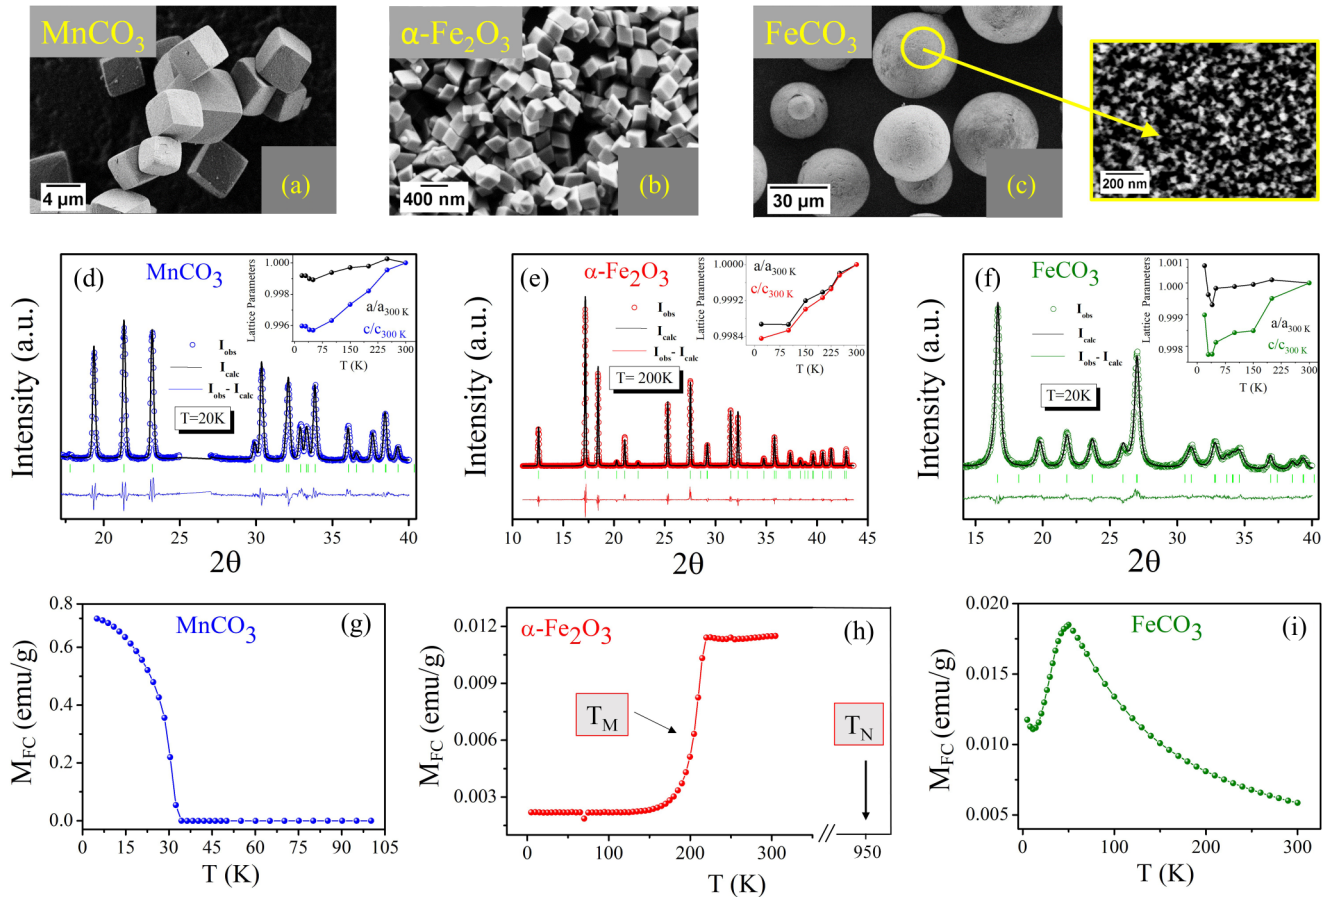 MnCO3
(a)
4 µm
α-Fe2O3
(b)
400 nm
FeCO3
(c)
30 µm
200 nm
(d)
MnCO3
Iobs
Icalc
Iobs- Icalc
T=20K
Lattice Parameters
1.0000
0.998
0.996
a/a300 K
c/c300 K
0 75 150 225 300
T (K)
Intensity (a.u.)
20 25 30 35 40
2θ
(e)
α-Fe2O3
Iobs
Icalc
Iobs- Icalc
T= 200K
Lattice Parameters
1.0000
0.9992
0.9984
a/a300 K
c/c300 K
0 75 150 225 300
T (K)
Intensity (a.u.)
10 15 20 25 30 35 40 45
2θ
(f)
FeCO3
Iobs
Icalc
Iobs- Icalc
T=20K
Lattice Parameters
1.001
1.000
0.999
0.998
a/a300 K
c/c300 K
0 75 150 225 300
T (K)
Intensity (a.u.)
15 20 25 30 35 40
2θ
(g)
MnCO3
MFC (emu/g)
0.8
0.6
0.4
0.2
0.0
0 15 30 45 60 75 90 105
T (K)
(h)
α-Fe2O3
TM
TN
MFC (emu/g)
0.012
0.009
0.006
0.003
0 100 200 300 950
T (K)
(i)
FeCO3
MFC (emu/g)
0.020
0.015
0.010
0.005
0 100 200 300
T (K)